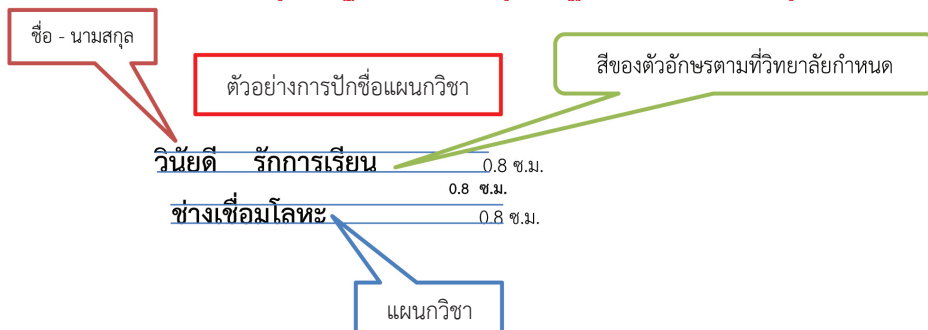 ชื่อ - นามสกุล
สีของตัวอักษรตามที่วิทยาลัยกำหนด
ตัวอย่างการปักชื่อแผนกวิชา
วินัยดี รักการเรียน 0.8 ซ.ม.
0.8 ซ.ม.
ช่างเชื่อมโลหะ 0.8 ซ.ม.
แผนกวิชา